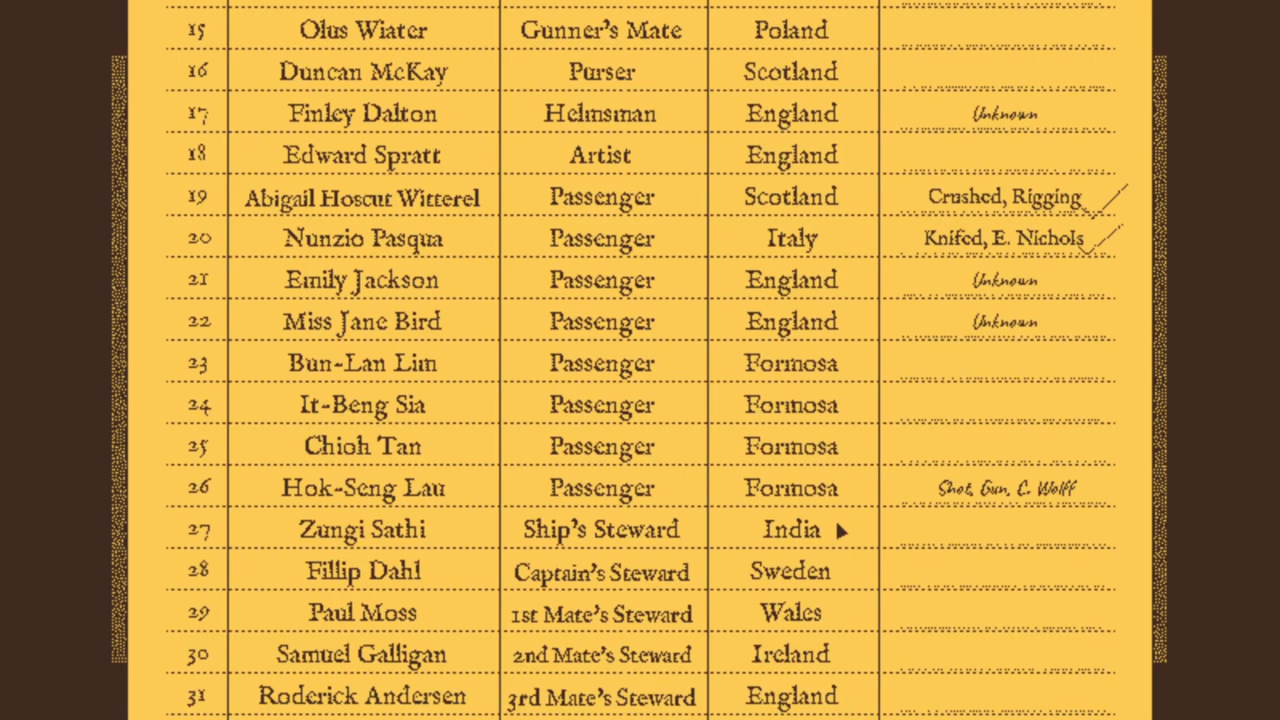 15 Olus Wiater Gunner's Mate Poland
16 Duncan McKay Purser Scotland
17 Finley Dalton Helmsman England Unknown
18 Edward Spratt Artist England
19 Abigail Hoscut Witterel Passenger Scotland Crushed, Rigging
20 Nunzio Pasqua Passenger Italy Knifed, E. Nichols
21 Emily Jackson Passenger England Unknown
22 Miss Jane Bird Passenger England Unknown
23 Bun-Lan Lim Passenger Formosa
24 It-Beng Sia Passenger Formosa
25 Chioh Tan Passenger Formosa
26 Hok-Seng Lau Passenger Formosa Shot, Gun, C. Wolff
27 Zungi Sathi Ship's Steward India
28 Fillip Dahl Captain's Steward Sweden
29 Paul Moss 1st Mate's Steward Wales
30 Samuel Galligan 2nd Mate's Steward Ireland
31 Roderick Andersen 3rd Mate's Steward England